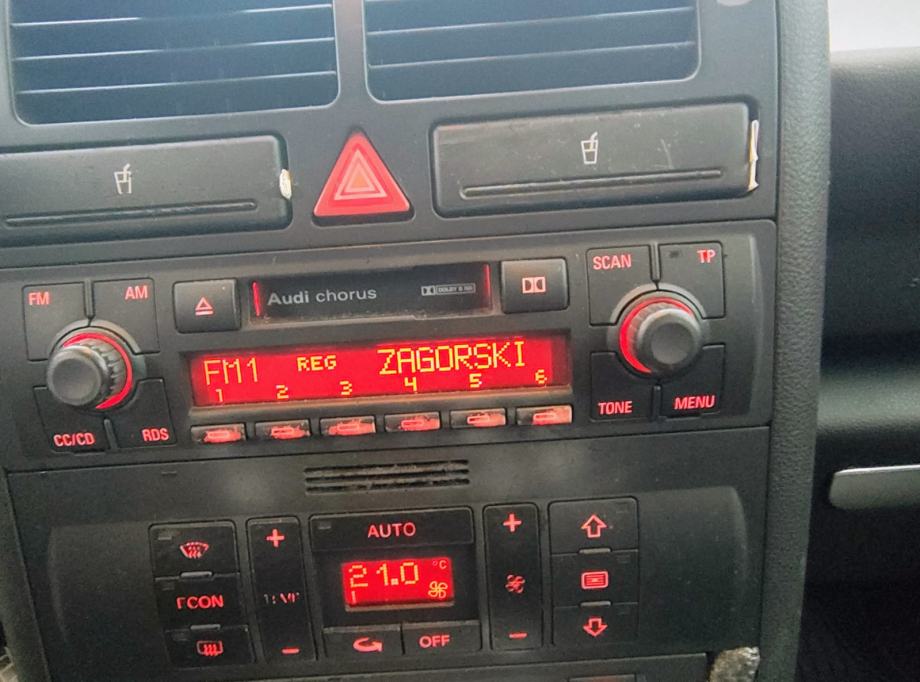 FM
AM
Audi chorus
DOLBY B NR
SCAN
TP
FM1 REG ZAGORSKI
1 2 3 4 5 6
CC/CD
RDS
TONE
MENU
AUTO
21.0 °C
ECON
TEMP
OFF